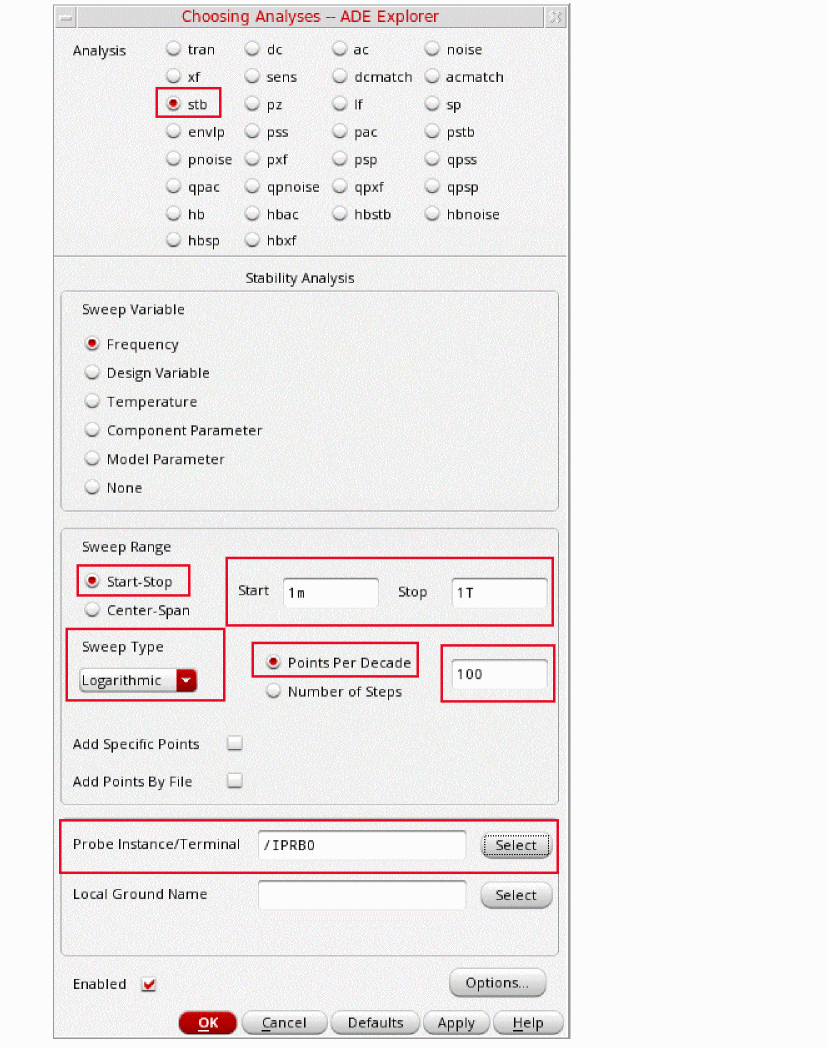 Choosing Analyses -- ADE Explorer
Analysis tran dc ac noise
xf sens dcmatch acmatch
stb pz lf sp
envlp pss pac pstb
pnoise pxf psp qpss
qpac qpnoise qpxf qpsp
hb hbac hbstb hbnoise
hbsp hbxf
Stability Analysis
Sweep Variable
Frequency
Design Variable
Temperature
Component Parameter
Model Parameter
None
Sweep Range
Start-Stop Start 1m Stop 1T
Center-Span
Sweep Type
Logarithmic Points Per Decade 100
Number of Steps
Add Specific Points
Add Points By File
Probe Instance/Terminal /IPRB0 Select
Local Ground Name Select
Enabled Options...
OK Cancel Defaults Apply Help